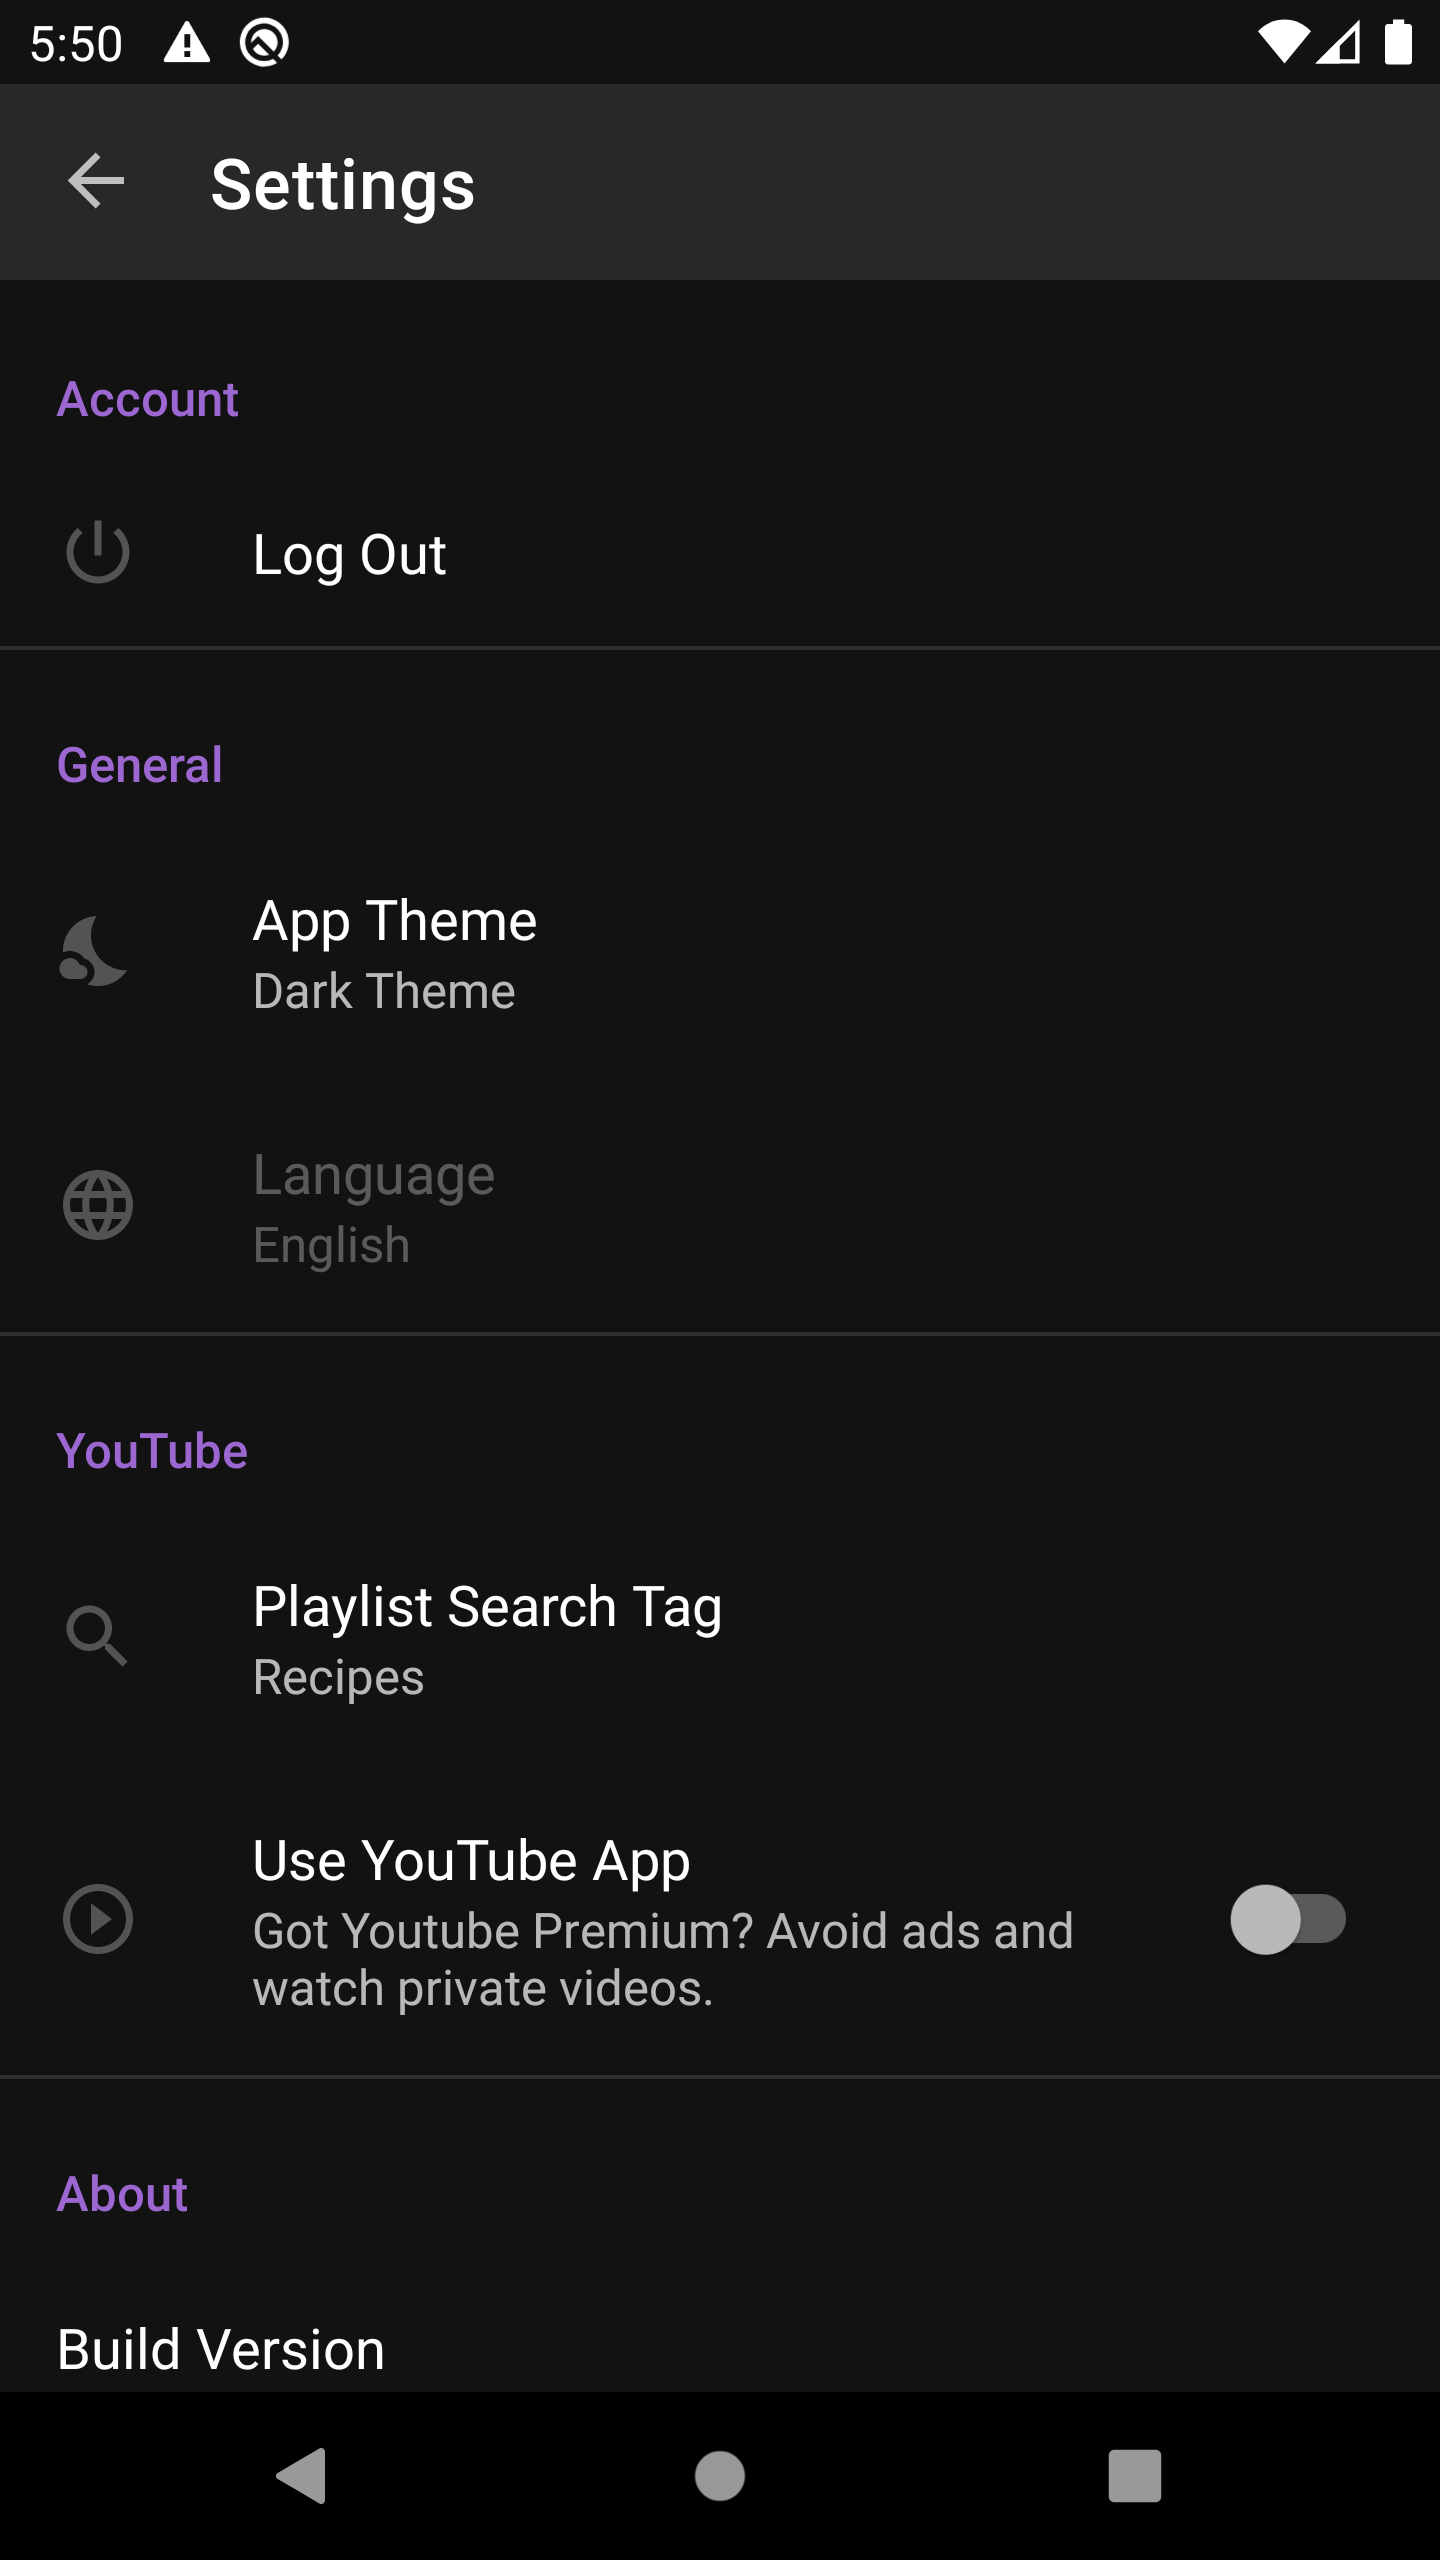 5:50
Settings
Account
Log Out
General
App Theme
Dark Theme
Language
English
YouTube
Playlist Search Tag
Recipes
Use YouTube App
Got Youtube Premium? Avoid ads and
watch private videos.
About
Build Version